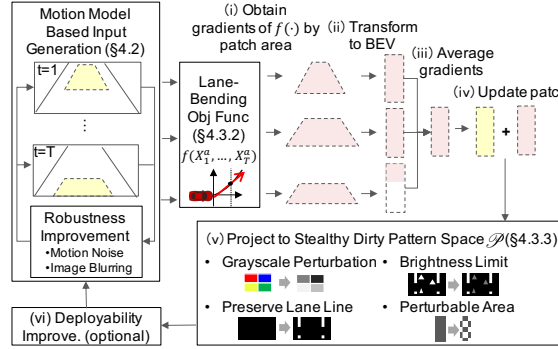 Motion Model
Based Input
Generation (§4.2)
t=1
⋮
t=T
Robustness
Improvement
•Motion Noise
•Image Blurring
(i) Obtain
gradients of f(·) by
patch area
(ii) Transform
to BEV
(iii) Average
gradients
(iv) Update patch
Lane-
Bending
Obj Func
(§4.3.2)
f(X₁ᵃ, …, X_Tᵃ)
+
(v) Project to Stealthy Dirty Pattern Space 𝒫(§4.3.3)
• Grayscale Perturbation
• Brightness Limit
• Preserve Lane Line
• Perturbable Area
(vi) Deployability
Improve. (optional)